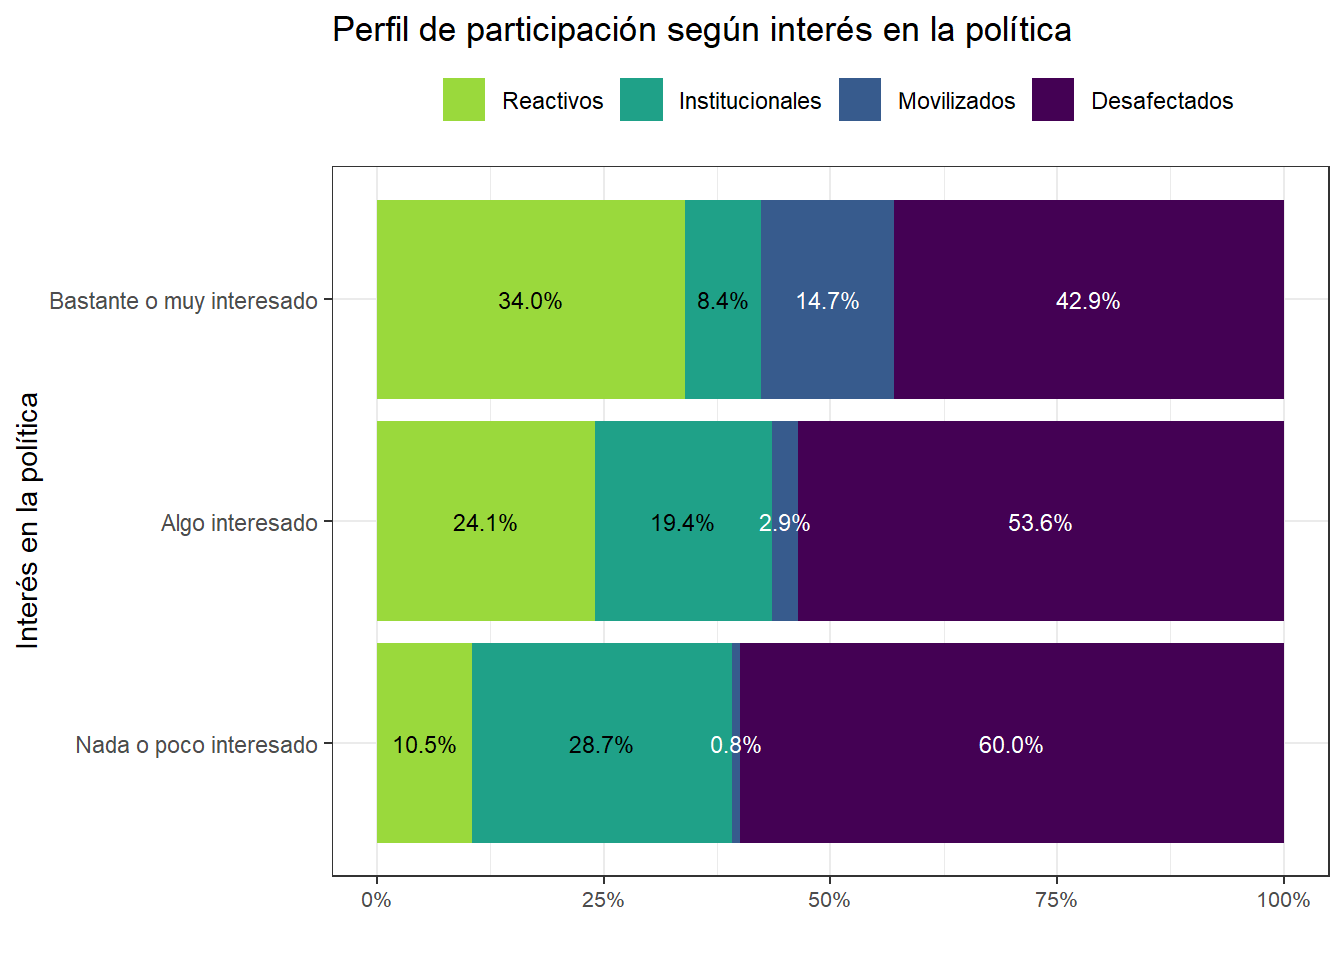 Perfil de participación según interés en la política
Reactivos Institucionales Movilizados Desafectados
Interés en la política
Bastante o muy interesado 34.0% 8.4% 14.7% 42.9%
Algo interesado 24.1% 19.4% 2.9% 53.6%
Nada o poco interesado 10.5% 28.7% 0.8% 60.0%
0% 25% 50% 75% 100%